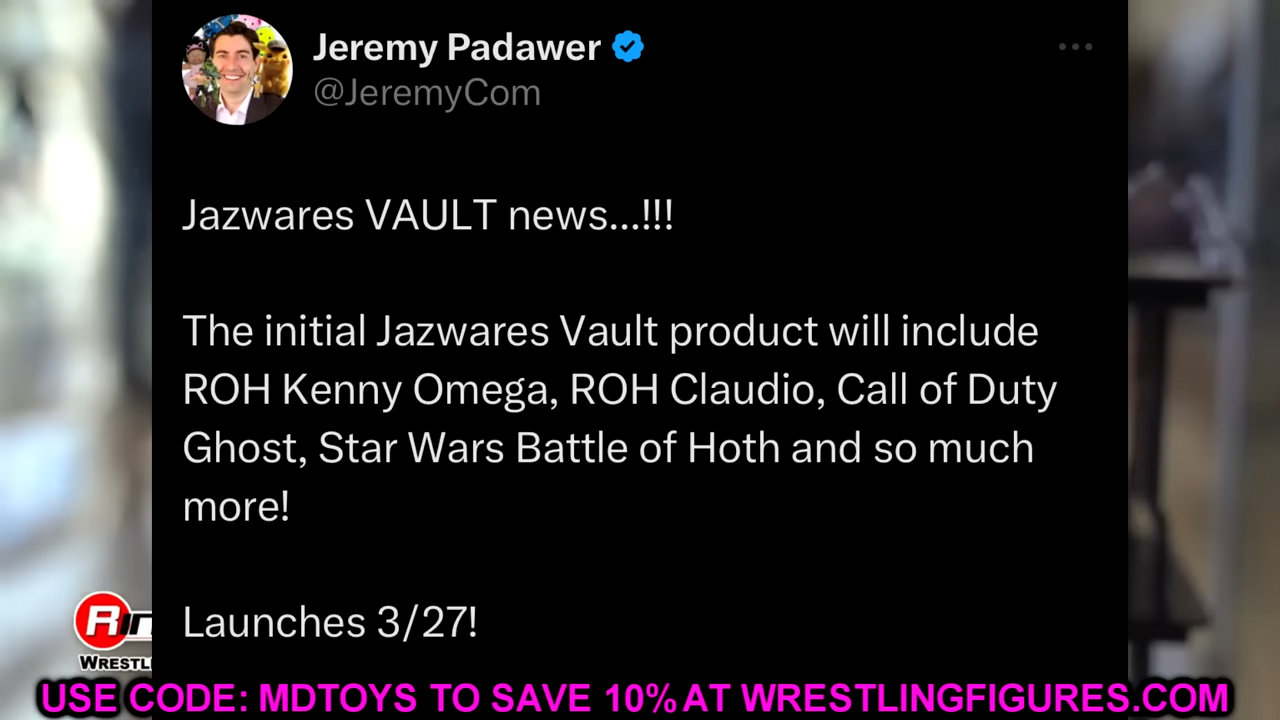 Jeremy Padawer
@JeremyCom
Jazwares VAULT news...!!!
The initial Jazwares Vault product will include
ROH Kenny Omega, ROH Claudio, Call of Duty
Ghost, Star Wars Battle of Hoth and so much
more!
Launches 3/27!
USE CODE: MDTOYS TO SAVE 10% AT WRESTLINGFIGURES.COM